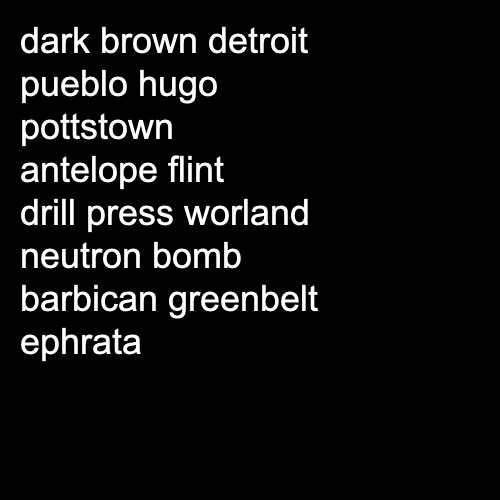 dark brown detroit
pueblo hugo
pottstown
antelope flint
drill press worland
neutron bomb
barbican greenbelt
ephrata